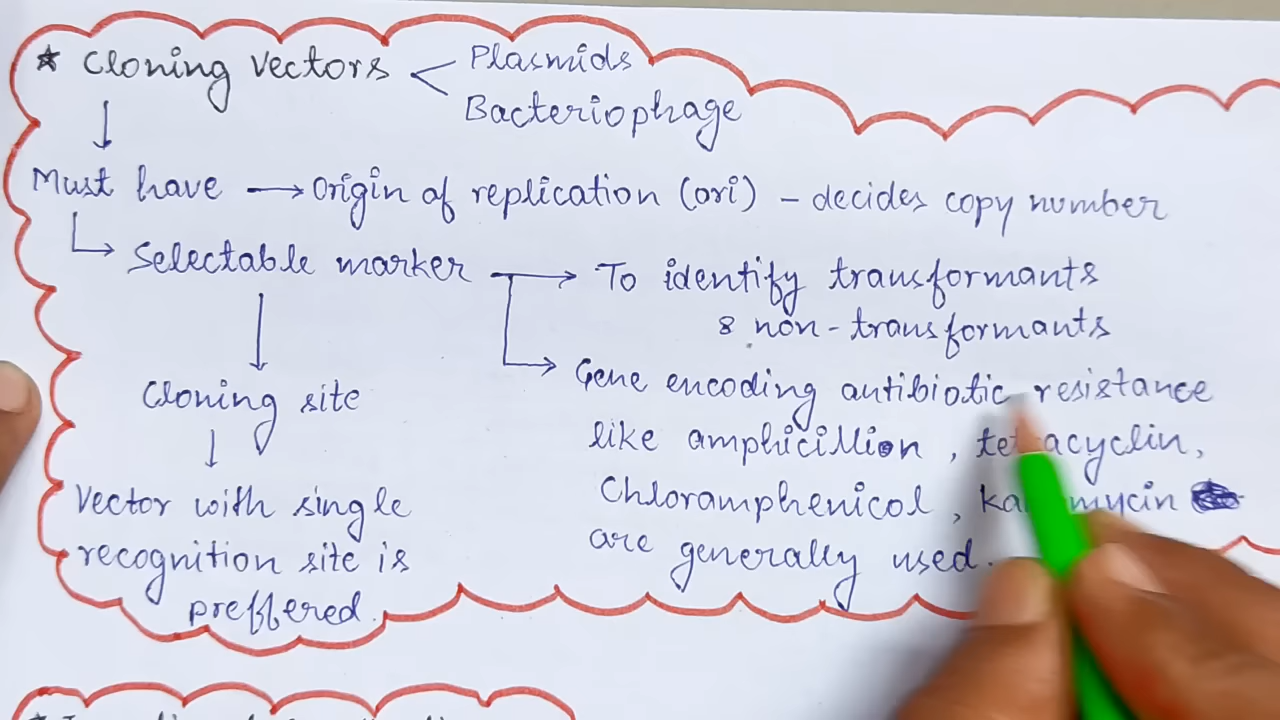 * Cloning vectors < Plasmids
Bacteriophage
Must have → Origin of replication (ori) – decides copy number
Selectable marker → To identify transformants
& non-transformants
Gene encoding antibiotic resistance
like amphicillion, tetracyclin,
Chloramphenicol, mycin
are generally used.
Cloning site
Vector with single
recognition site is
preffered.